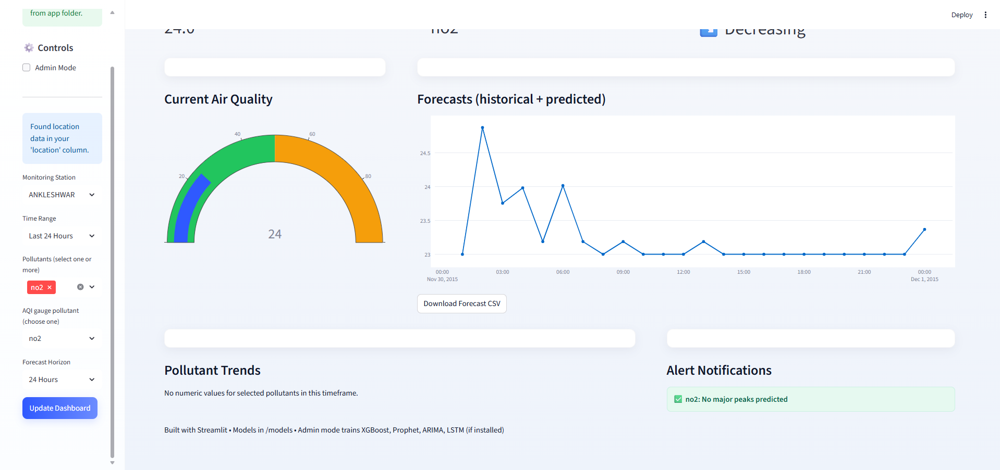 from app folder.
Controls
Admin Mode
Found location
data in your
'location' column.
Monitoring Station
ANKLESHWAR
Time Range
Last 24 Hours
Pollutants (select one or
more)
no2
AQI gauge pollutant
(choose one)
no2
Forecast Horizon
24 Hours
Update Dashboard
Deploy
24.0
no2
Decreasing
Current Air Quality
20
40
60
80
24
Forecasts (historical + predicted)
24.5
24
23.5
23
00:00 03:00 06:00 09:00 12:00 15:00 18:00 21:00 00:00
Nov 30, 2015 Dec 1, 2015
Download Forecast CSV
Pollutant Trends
No numeric values for selected pollutants in this timeframe.
Alert Notifications
no2: No major peaks predicted
Built with Streamlit • Models in /models • Admin mode trains XGBoost, Prophet, ARIMA, LSTM (if installed)